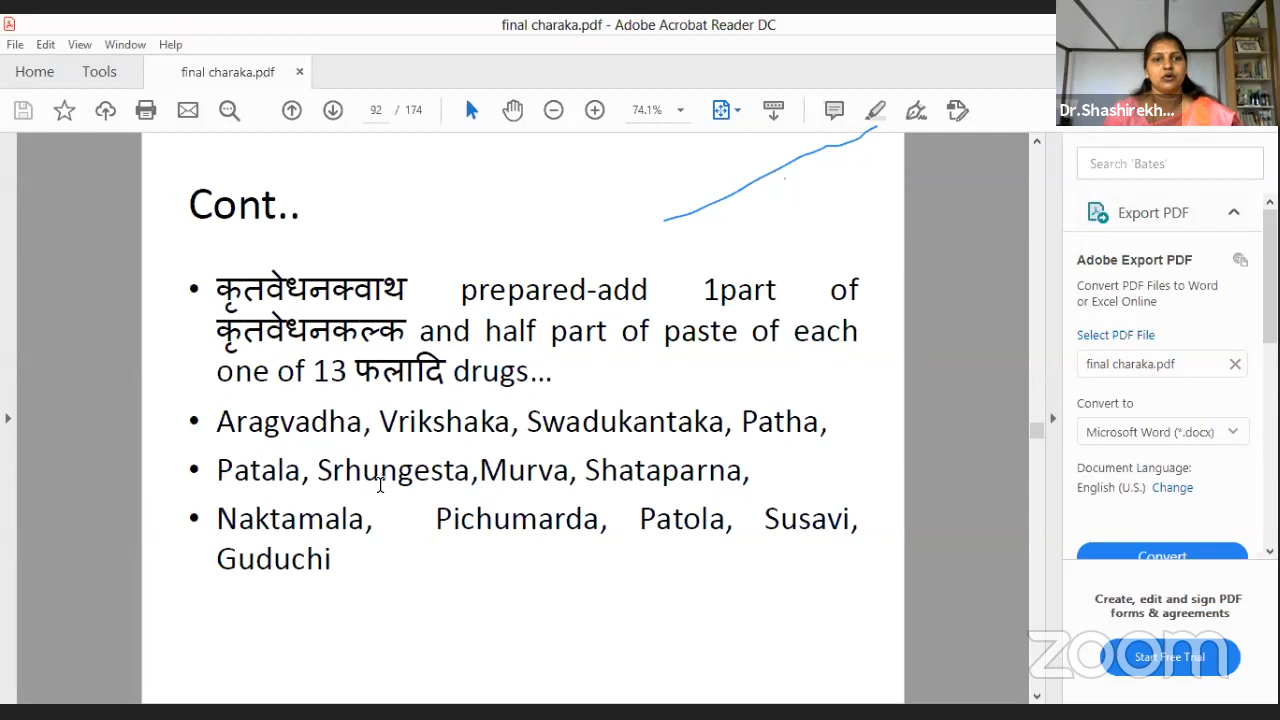 final charaka.pdf - Adobe Acrobat Reader DC
File Edit View Window Help
Home Tools final charaka.pdf ×
92 / 174 74.1%
Dr.Shashirekh...
Search 'Bates'
Export PDF
Adobe Export PDF
Convert PDF Files to Word
or Excel Online
Select PDF File
final charaka.pdf
Convert to
Microsoft Word (*.docx)
Document Language:
English (U.S.) Change
Convert
Create, edit and sign PDF
forms & agreements
Start Free Trial
zoom
Cont..
• कृतवेधनक्वाथ prepared-add 1part of
कृतवेधनकल्क and half part of paste of each
one of 13 फलादि drugs...
• Aragvadha, Vrikshaka, Swadukantaka, Patha,
• Patala, Srhungesta,Murva, Shataparna,
• Naktamala, Pichumarda, Patola, Susavi,
Guduchi